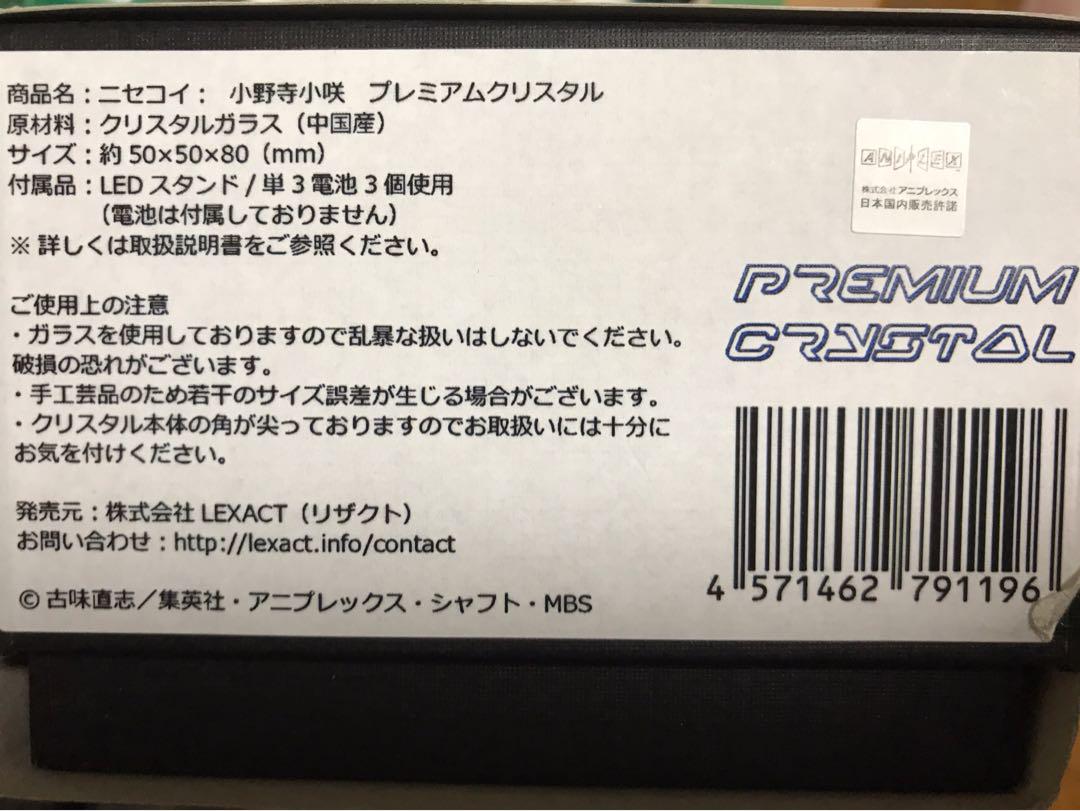 商品名：ニセコイ： 小野寺小咲 プレミアムクリスタル
原材料：クリスタルガラス（中国産）
サイズ：約50×50×80（mm）
付属品：LEDスタンド / 単3電池3個使用
（電池は付属しておりません）
※ 詳しくは取扱説明書をご参照ください。
ANIPLEX
株式会社アニプレックス
日本国内販売許諾
PREMIUM
CRYSTAL
ご使用上の注意
・ガラスを使用しておりますので乱暴な扱いはしないでください。
破損の恐れがございます。
・手工芸品のため若干のサイズ誤差が生じる場合がございます。
・クリスタル本体の角が尖っておりますのでお取扱いには十分に
お気を付けください。
発売元：株式会社 LEXACT（リザクト）
お問い合わせ：http://lexact.info/contact
4 571462 791196
© 古味直志／集英社・アニプレックス・シャフト・MBS